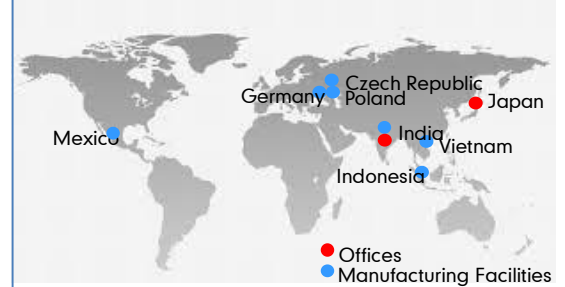 Czech Republic
Germany
Poland
Japan
Mexico
India
Vietnam
Indonesia
Offices
Manufacturing Facilities